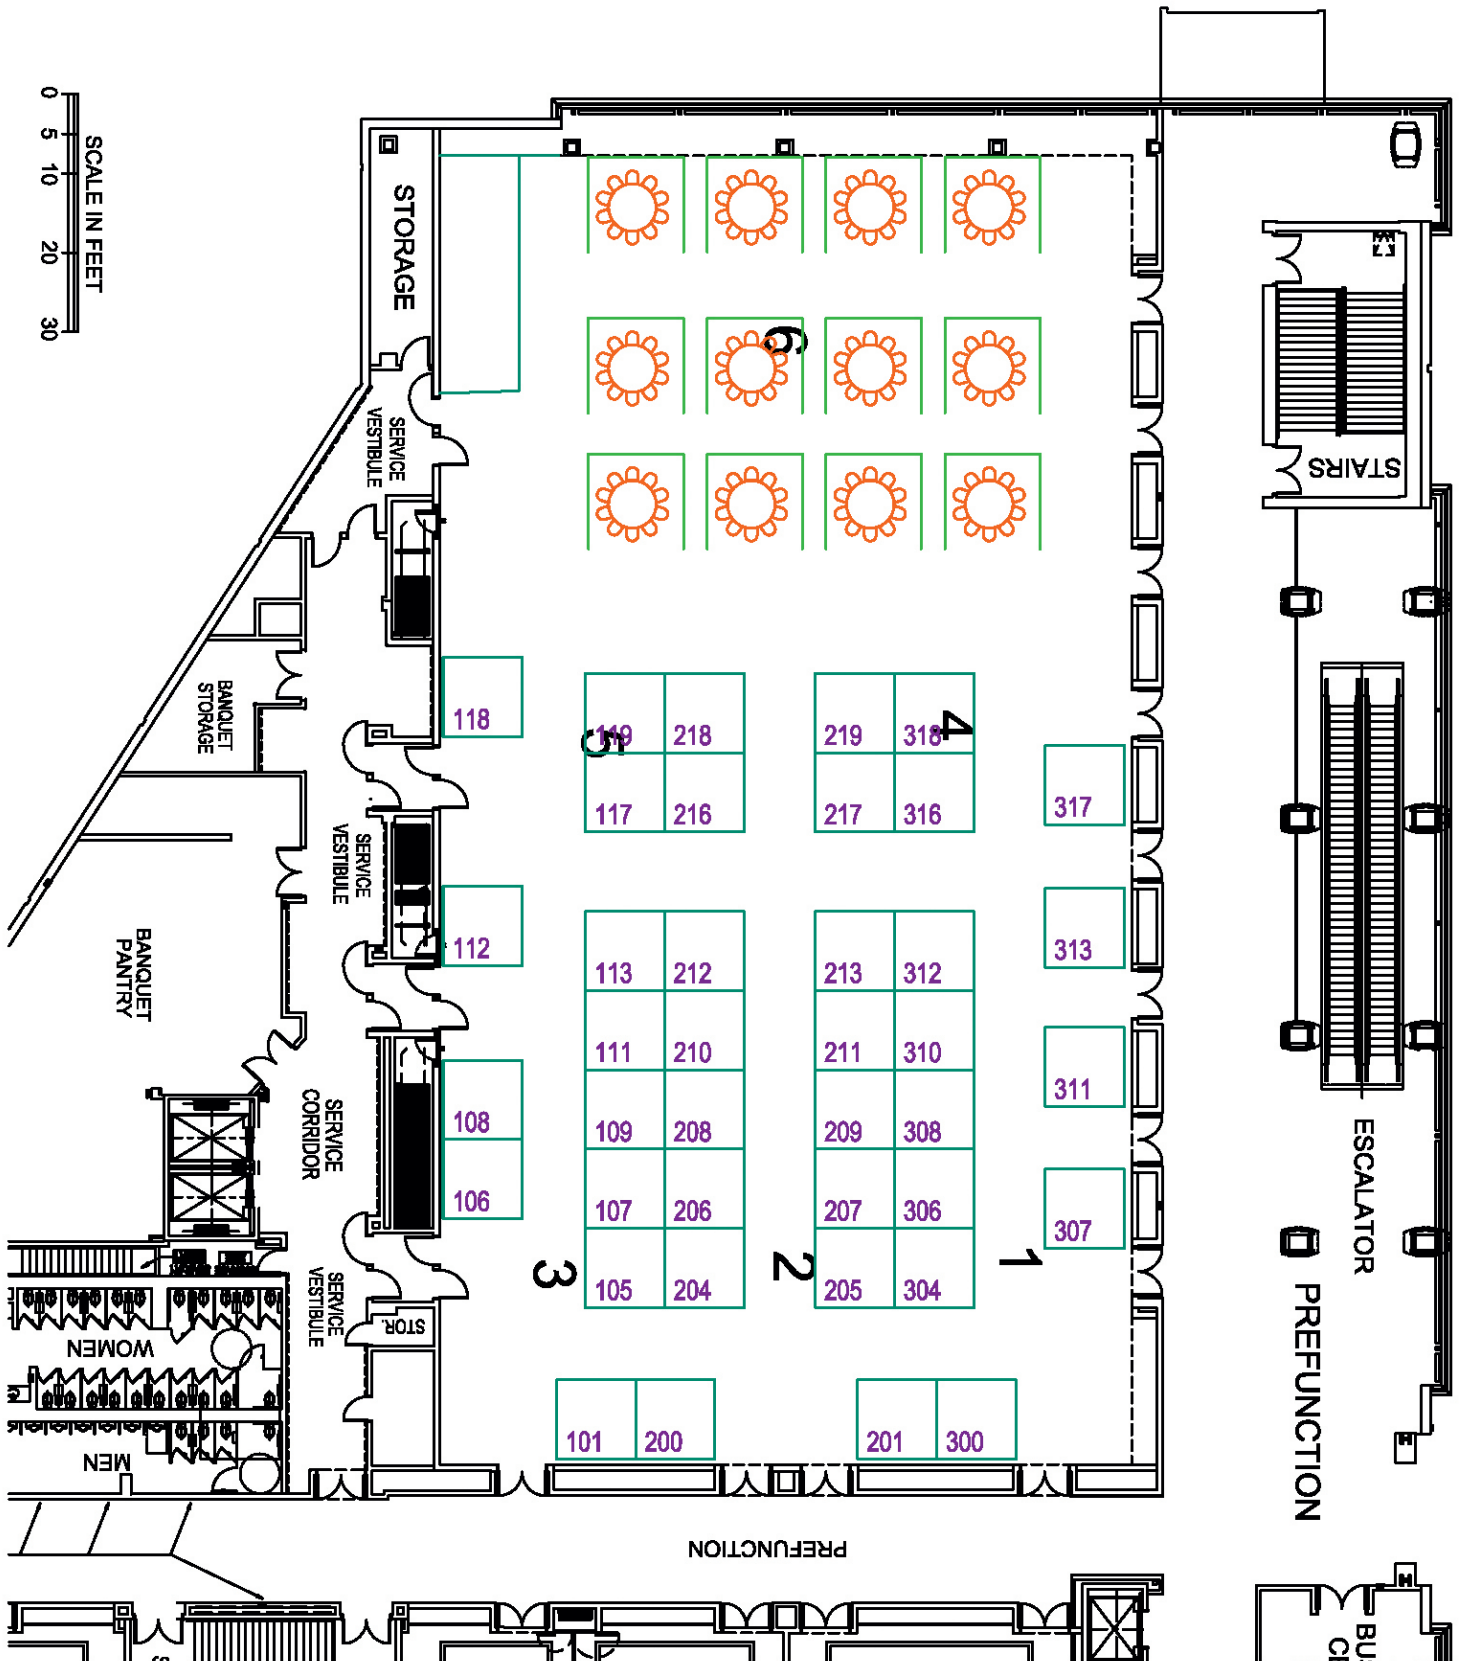 0 5 10 20 30
SCALE IN FEET
STORAGE
STAIRS
6
SERVICE
VESTIBULE
BANQUET
STORAGE
118
119 218
219 318
4
5
117 216
217 316
317
SERVICE
VESTIBULE
112
113 212
213 312
313
BANQUET
PANTRY
111 210
211 310
311
SERVICE
CORRIDOR
108
109 208
209 308
ESCALATOR
106
107 206
207 306
307
1
2
3
105 204
205 304
SERVICE
VESTIBULE
STOR.
WOMEN
PREFUNCTION
101 200
201 300
MEN
H
PREFUNCTION
H